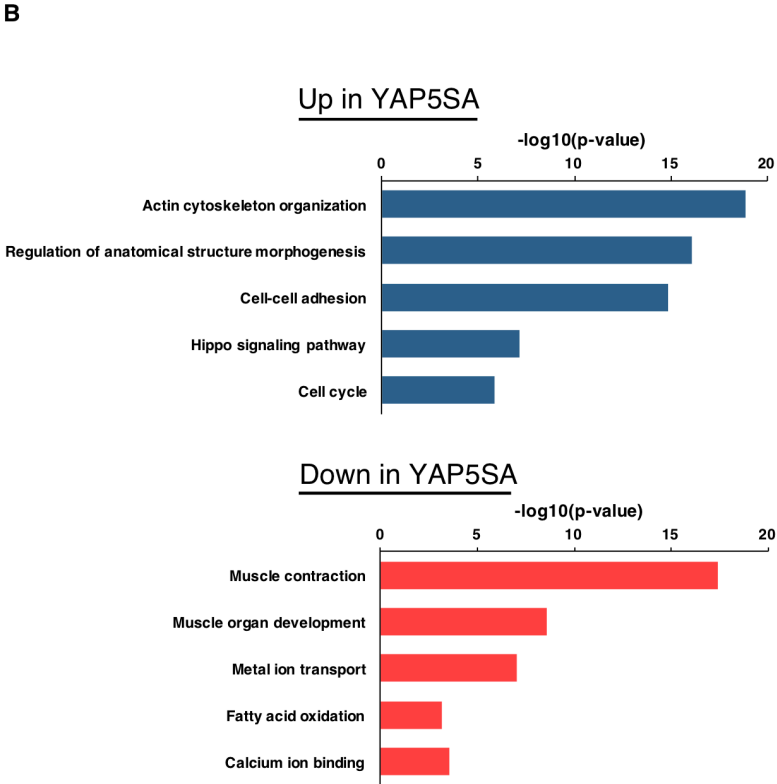 B
Up in YAP5SA
-log10(p-value)
0 5 10 15 20
Actin cytoskeleton organization
Regulation of anatomical structure morphogenesis
Cell-cell adhesion
Hippo signaling pathway
Cell cycle
Down in YAP5SA
-log10(p-value)
0 5 10 15 20
Muscle contraction
Muscle organ development
Metal ion transport
Fatty acid oxidation
Calcium ion binding